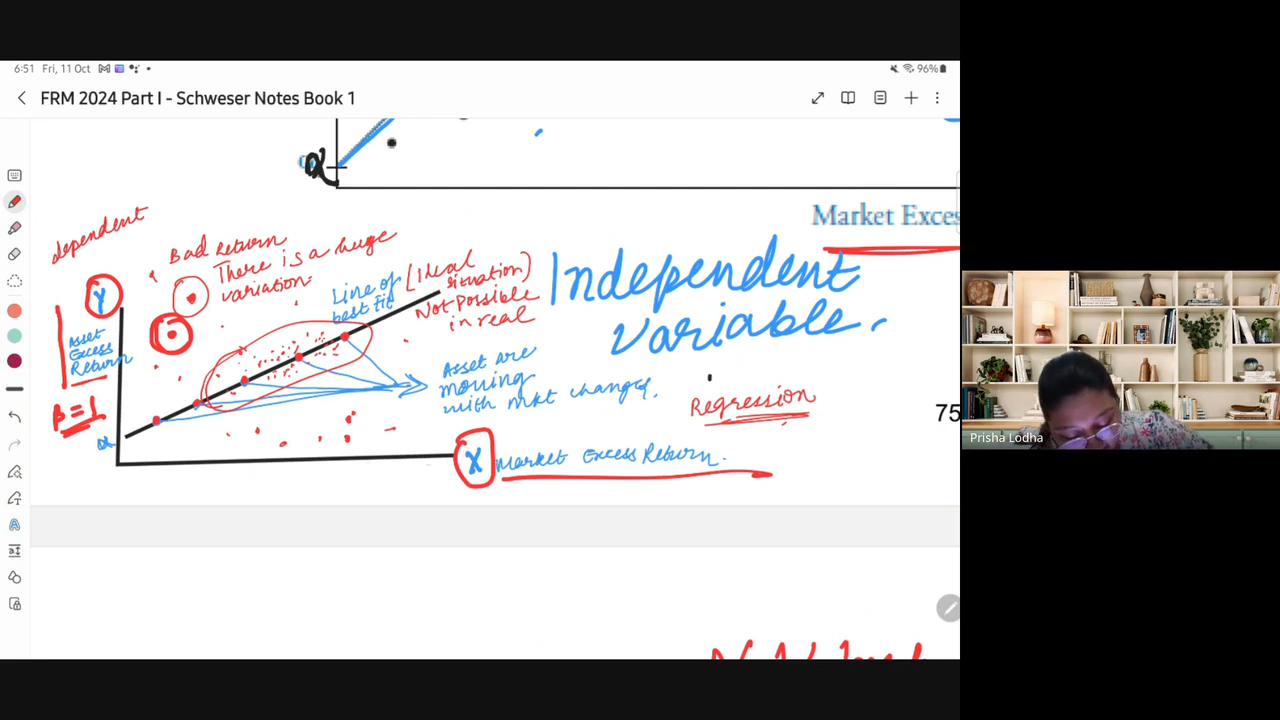 6:51 Fri, 11 Oct 96%
FRM 2024 Part I - Schweser Notes Book 1
α
Market Exces
dependent
Bad Return
There is a huge
variation
Line of
best fit
(Ideal
situation)
Not Possible
in real
Independent
Variable.
Y
Asset
Excess
Return
β = 1
α
Asset are
moving
with mkt changes.
Regression
75
X Market Excess Return.
Prisha Lodha